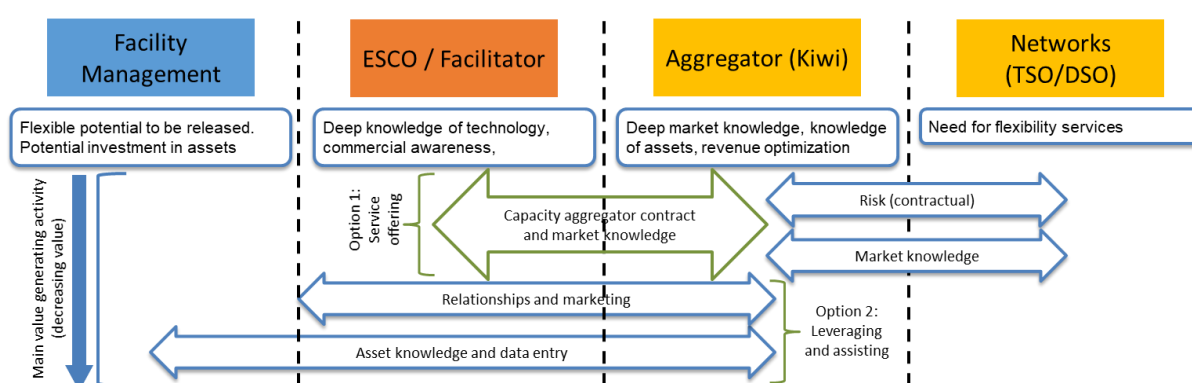 Facility
Management
ESCO / Facilitator
Aggregator (Kiwi)
Networks
(TSO/DSO)
Flexible potential to be released.
Potential investment in assets
Deep knowledge of technology,
commercial awareness,
Deep market knowledge, knowledge
of assets, revenue optimization
Need for flexibility services
Main value generating activity
(decreasing value)
Option 1:
Service
offering
Capacity aggregator contract
and market knowledge
Risk (contractual)
Market knowledge
Relationships and marketing
Option 2:
Leveraging
and assisting
Asset knowledge and data entry